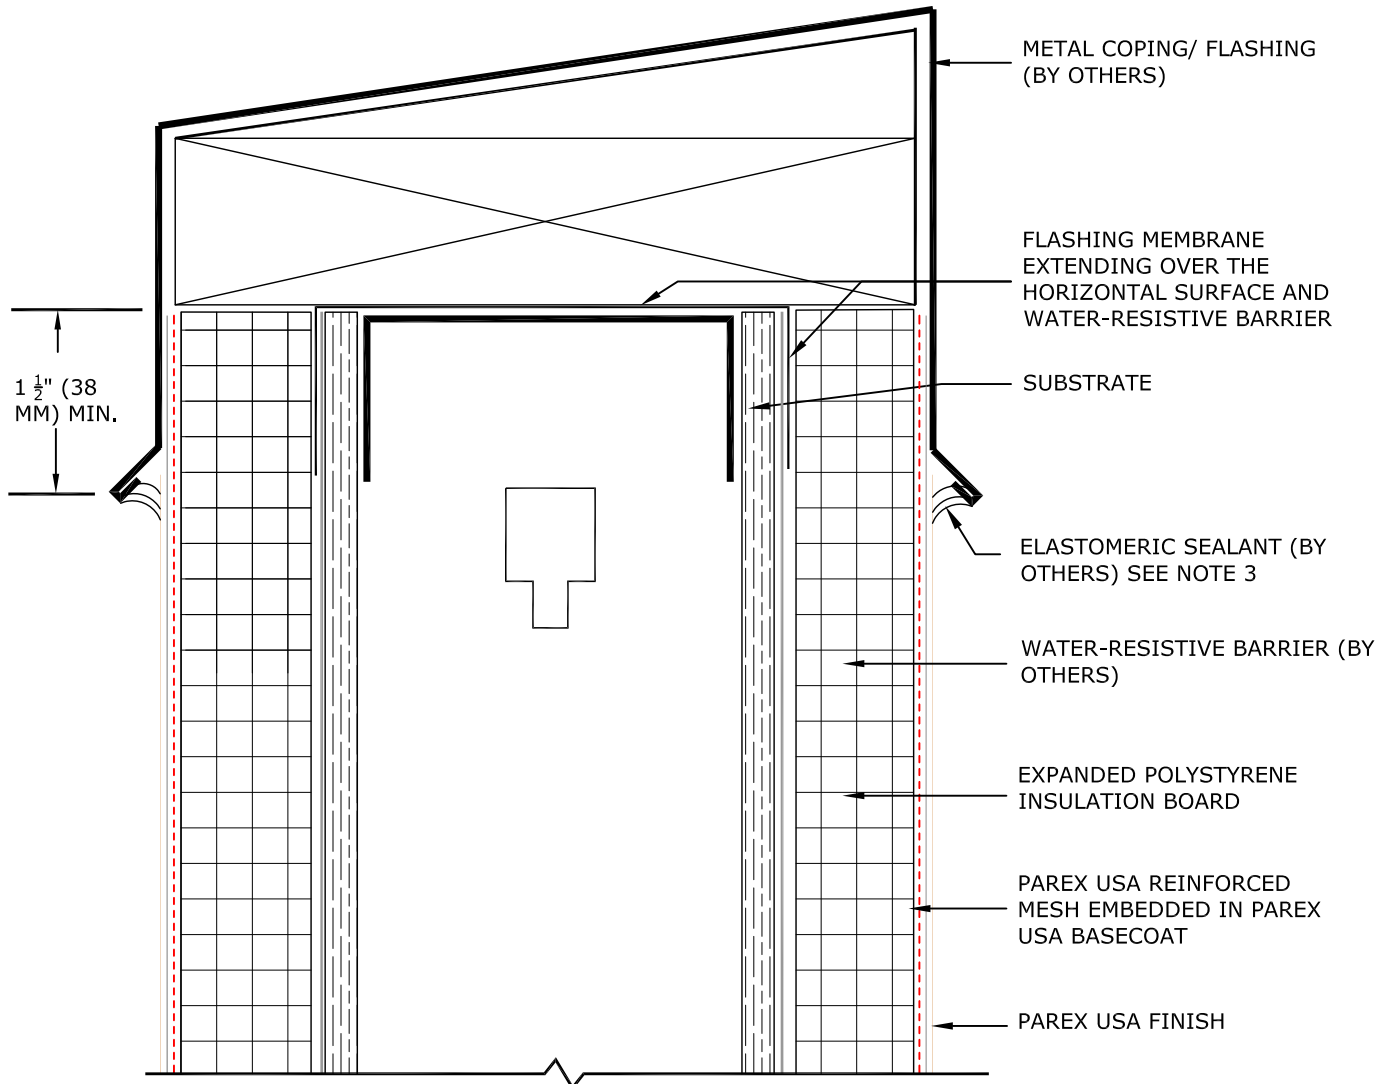 METAL COPING/ FLASHING
(BY OTHERS)
FLASHING MEMBRANE
EXTENDING OVER THE
HORIZONTAL SURFACE AND
WATER-RESISTIVE BARRIER
SUBSTRATE
1 1/2" (38
MM) MIN.
ELASTOMERIC SEALANT (BY
OTHERS) SEE NOTE 3
WATER-RESISTIVE BARRIER (BY
OTHERS)
EXPANDED POLYSTYRENE
INSULATION BOARD
PAREX USA REINFORCED
MESH EMBEDDED IN PAREX
USA BASECOAT
PAREX USA FINISH